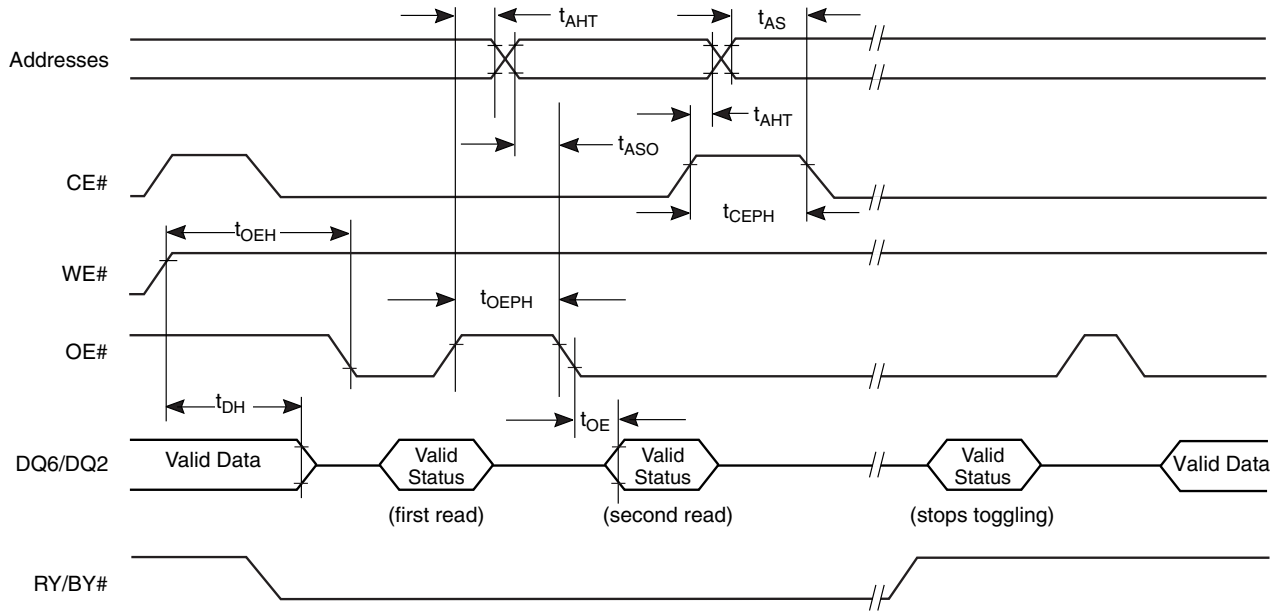 tAHT
tAS
Addresses
tAHT
tASO
CE#
tCEPH
tOEH
WE#
tOEPH
OE#
tDH
tOE
DQ6/DQ2
Valid Data
Valid
Status
Valid
Status
Valid
Status
Valid Data
(first read)
(second read)
(stops toggling)
RY/BY#